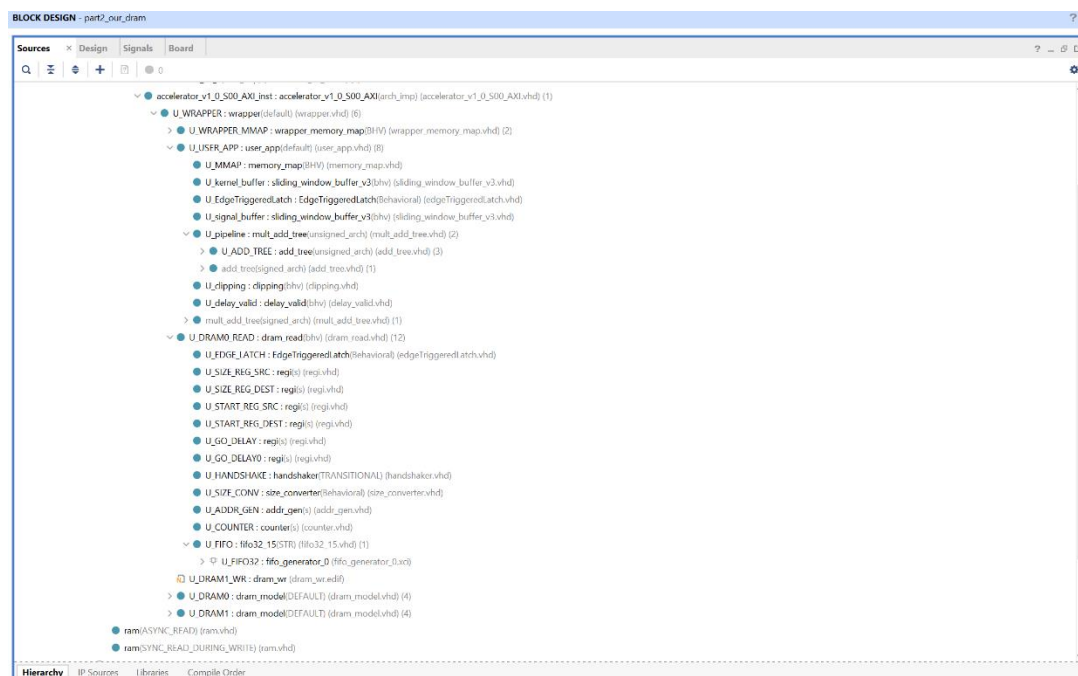 BLOCK DESIGN - part2_our_dram ?
Sources × Design Signals Board ? _
0
accelerator_v1_0_S00_AXI_inst : accelerator_v1_0_S00_AXI(arch_imp) (accelerator_v1_0_S00_AXI.vhd) (1)
U_WRAPPER : wrapper(default) (wrapper.vhd) (6)
U_WRAPPER_MMAP : wrapper_memory_map(BHV) (wrapper_memory_map.vhd) (2)
U_USER_APP : user_app(default) (user_app.vhd) (8)
U_MMAP : memory_map(BHV) (memory_map.vhd)
U_kernel_buffer : sliding_window_buffer_v3(bhv) (sliding_window_buffer_v3.vhd)
U_EdgeTriggeredLatch : EdgeTriggeredLatch(Behavioral) (edgeTriggeredLatch.vhd)
U_signal_buffer : sliding_window_buffer_v3(bhv) (sliding_window_buffer_v3.vhd)
U_pipeline : mult_add_tree(unsigned_arch) (mult_add_tree.vhd) (2)
U_ADD_TREE : add_tree(unsigned_arch) (add_tree.vhd) (3)
add_tree(signed_arch) (add_tree.vhd) (1)
U_clipping : clipping(bhv) (clipping.vhd)
U_delay_valid : delay_valid(bhv) (delay_valid.vhd)
mult_add_tree(signed_arch) (mult_add_tree.vhd) (1)
U_DRAM0_READ : dram_read(bhv) (dram_read.vhd) (12)
U_EDGE_LATCH : EdgeTriggeredLatch(Behavioral) (edgeTriggeredLatch.vhd)
U_SIZE_REG_SRC : regi(s) (regi.vhd)
U_SIZE_REG_DEST : regi(s) (regi.vhd)
U_START_REG_SRC : regi(s) (regi.vhd)
U_START_REG_DEST : regi(s) (regi.vhd)
U_GO_DELAY : regi(s) (regi.vhd)
U_GO_DELAY0 : regi(s) (regi.vhd)
U_HANDSHAKE : handshaker(TRANSITIONAL) (handshaker.vhd)
U_SIZE_CONV : size_converter(Behavioral) (size_converter.vhd)
U_ADDR_GEN : addr_gen(s) (addr_gen.vhd)
U_COUNTER : counter(s) (counter.vhd)
U_FIFO : fifo32_15(STR) (fifo32_15.vhd) (1)
U_FIFO32 : fifo_generator_0 (fifo_generator_0.xci)
U_DRAM1_WR : dram_wr (dram_wr.edif)
U_DRAM0 : dram_model(DEFAULT) (dram_model.vhd) (4)
U_DRAM1 : dram_model(DEFAULT) (dram_model.vhd) (4)
ram(ASYNC_READ) (ram.vhd)
ram(SYNC_READ_DURING_WRITE) (ram.vhd)
Hierarchy IP Sources Libraries Compile Order